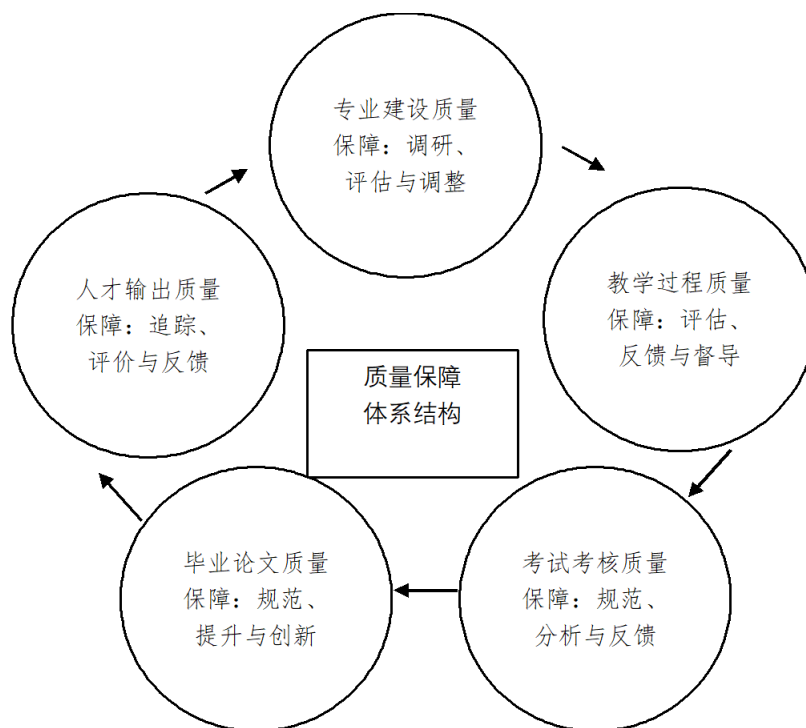 专业建设质量
保障：调研、
评估与调整
教学过程质量
保障：评估、
反馈与督导
考试考核质量
保障：规范、
分析与反馈
毕业论文质量
保障：规范、
提升与创新
人才输出质量
保障：追踪、
评价与反馈
质量保障
体系结构